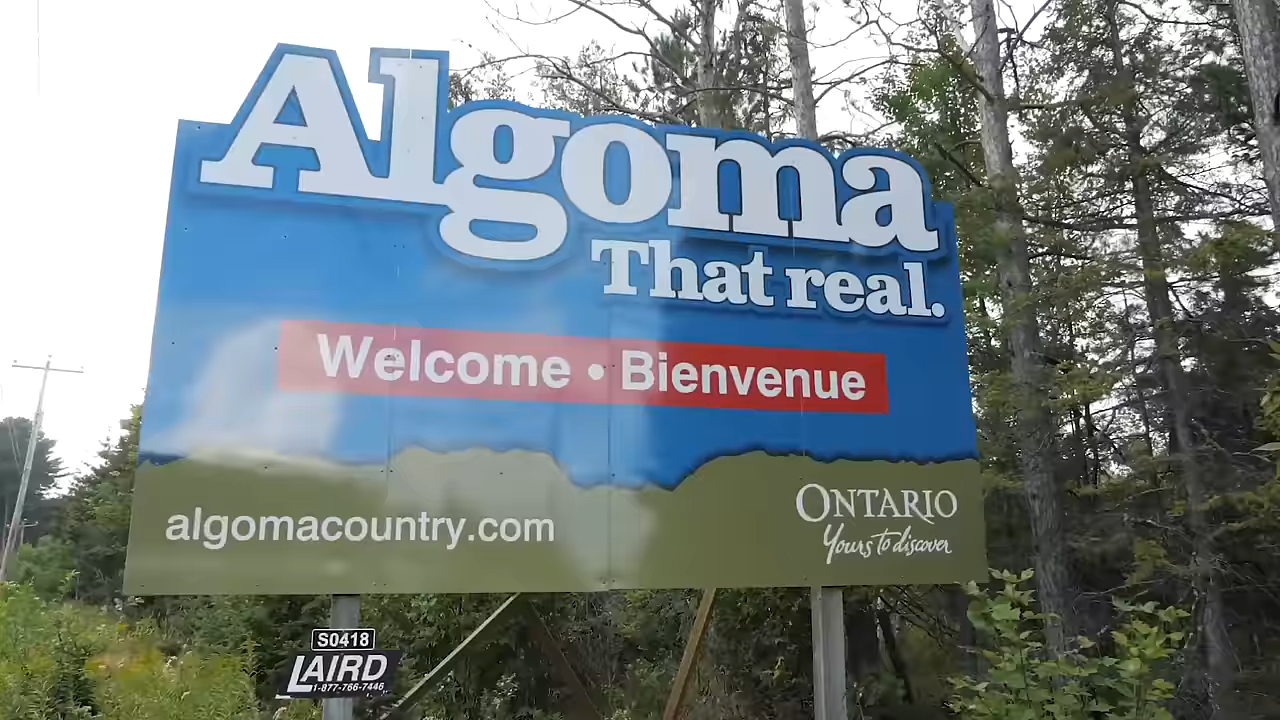 Algoma
That real.
Welcome • Bienvenue
algomacountry.com
ONTARIO
Yours to discover
S0418
LAIRD
1-877-766-7446